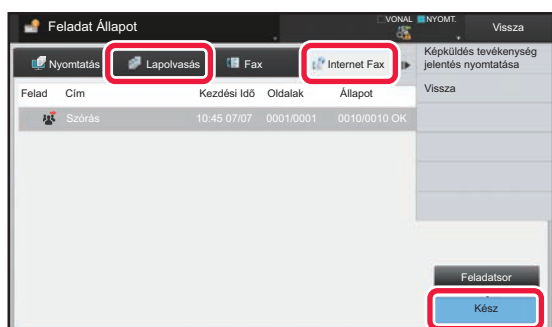 Feladat Állapot
VONAL
NYOMT.
Vissza
Nyomtatás
Lapolvasás
Fax
Internet Fax
Képküldés tevékenység
jelentés nyomtatása
Vissza
Felad Cím Kezdési Idő Oldalak Állapot
Szórás 10:45 07/07 0001/0001 0010/0010 OK
Feladatsor
Kész